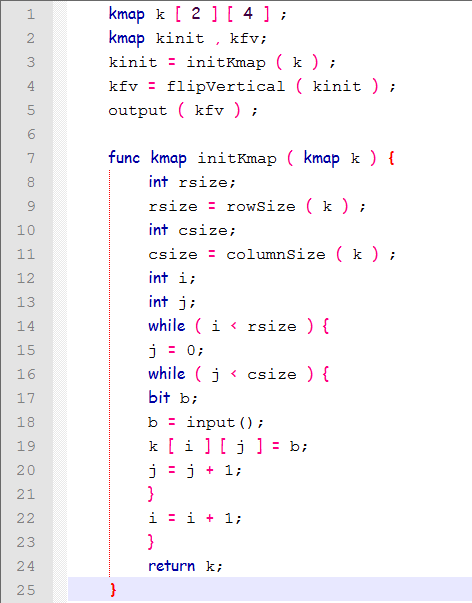 1 kmap k [ 2 ] [ 4 ] ;
2 kmap kinit , kfv;
3 kinit = initKmap ( k ) ;
4 kfv = flipVertical ( kinit ) ;
5 output ( kfv ) ;
6
7 func kmap initKmap ( kmap k ) {
8 int rsize;
9 rsize = rowSize ( k ) ;
10 int csize;
11 csize = columnSize ( k ) ;
12 int i;
13 int j;
14 while ( i < rsize ) {
15 j = 0;
16 while ( j < csize ) {
17 bit b;
18 b = input();
19 k [ i ] [ j ] = b;
20 j = j + 1;
21 }
22 i = i + 1;
23 }
24 return k;
25 }